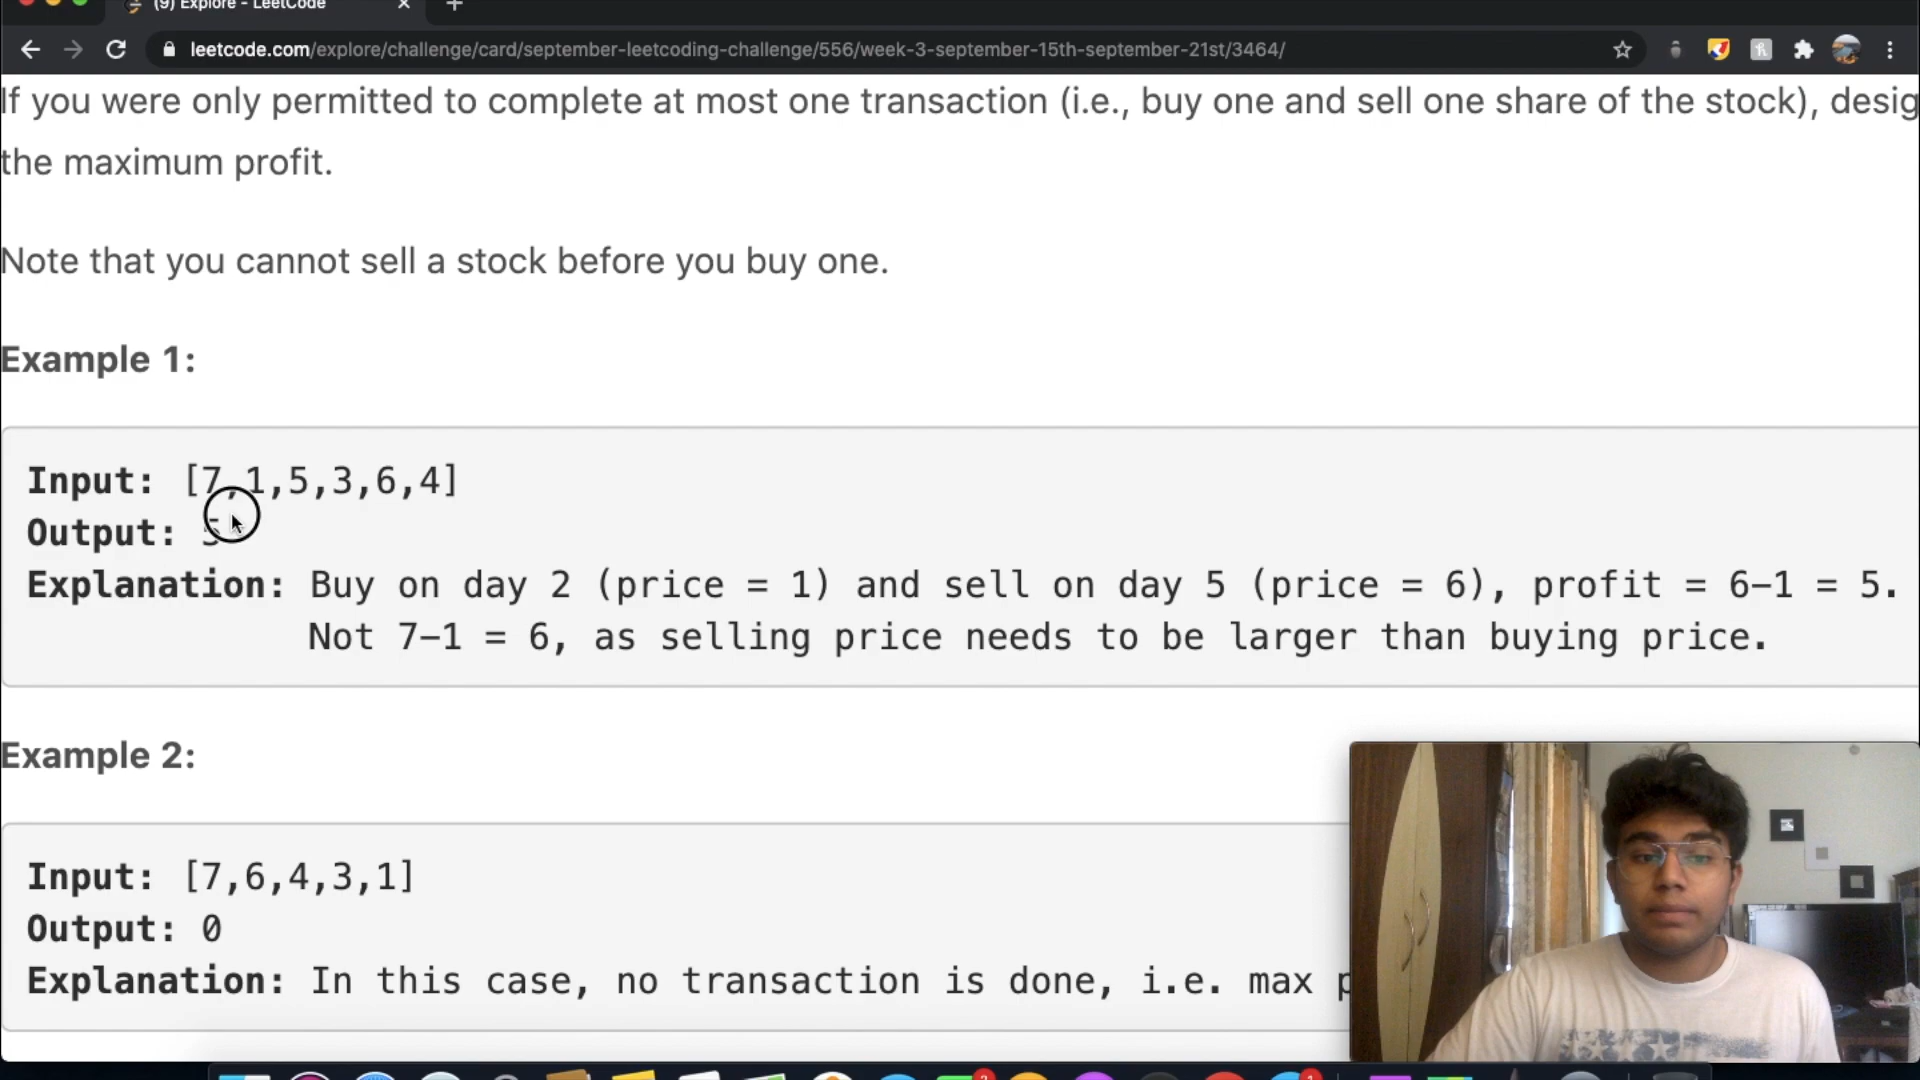 (9) Explore - LeetCode
leetcode.com/explore/challenge/card/september-leetcoding-challenge/556/week-3-september-15th-september-21st/3464/
If you were only permitted to complete at most one transaction (i.e., buy one and sell one share of the stock), desig
the maximum profit.
Note that you cannot sell a stock before you buy one.
Example 1:
Input: [7,1,5,3,6,4]
Output: 5
Explanation: Buy on day 2 (price = 1) and sell on day 5 (price = 6), profit = 6-1 = 5.
Not 7-1 = 6, as selling price needs to be larger than buying price.
Example 2:
Input: [7,6,4,3,1]
Output: 0
Explanation: In this case, no transaction is done, i.e. max p